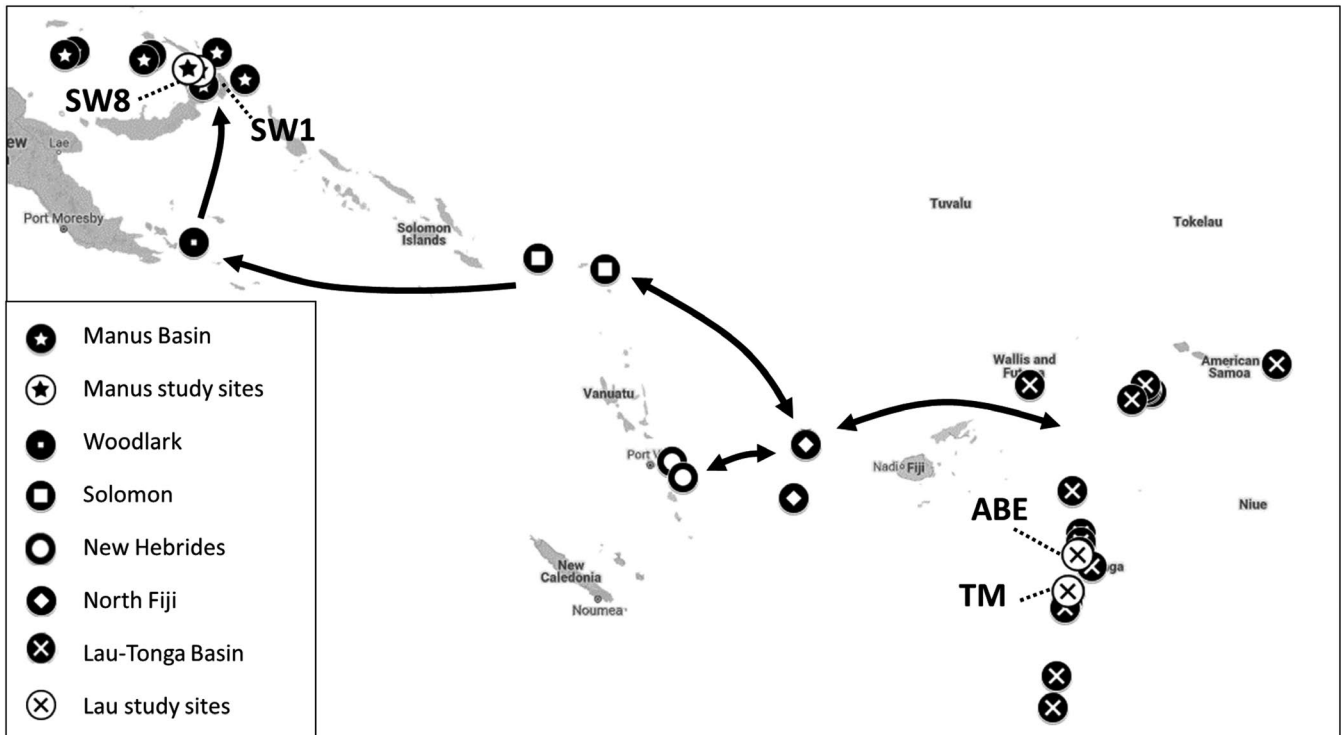 SW8
SW1
ew
Lae
Port Moresby
Solomon
Islands
Tuvalu
Tokelau
Wallis and
American
Samoa
Vanuatu
Port V
Nadi
Fiji
Niue
ABE
TM
New
Caledonia
Noumea
Manus Basin
Manus study sites
Woodlark
Solomon
New Hebrides
North Fiji
Lau-Tonga Basin
Lau study sites